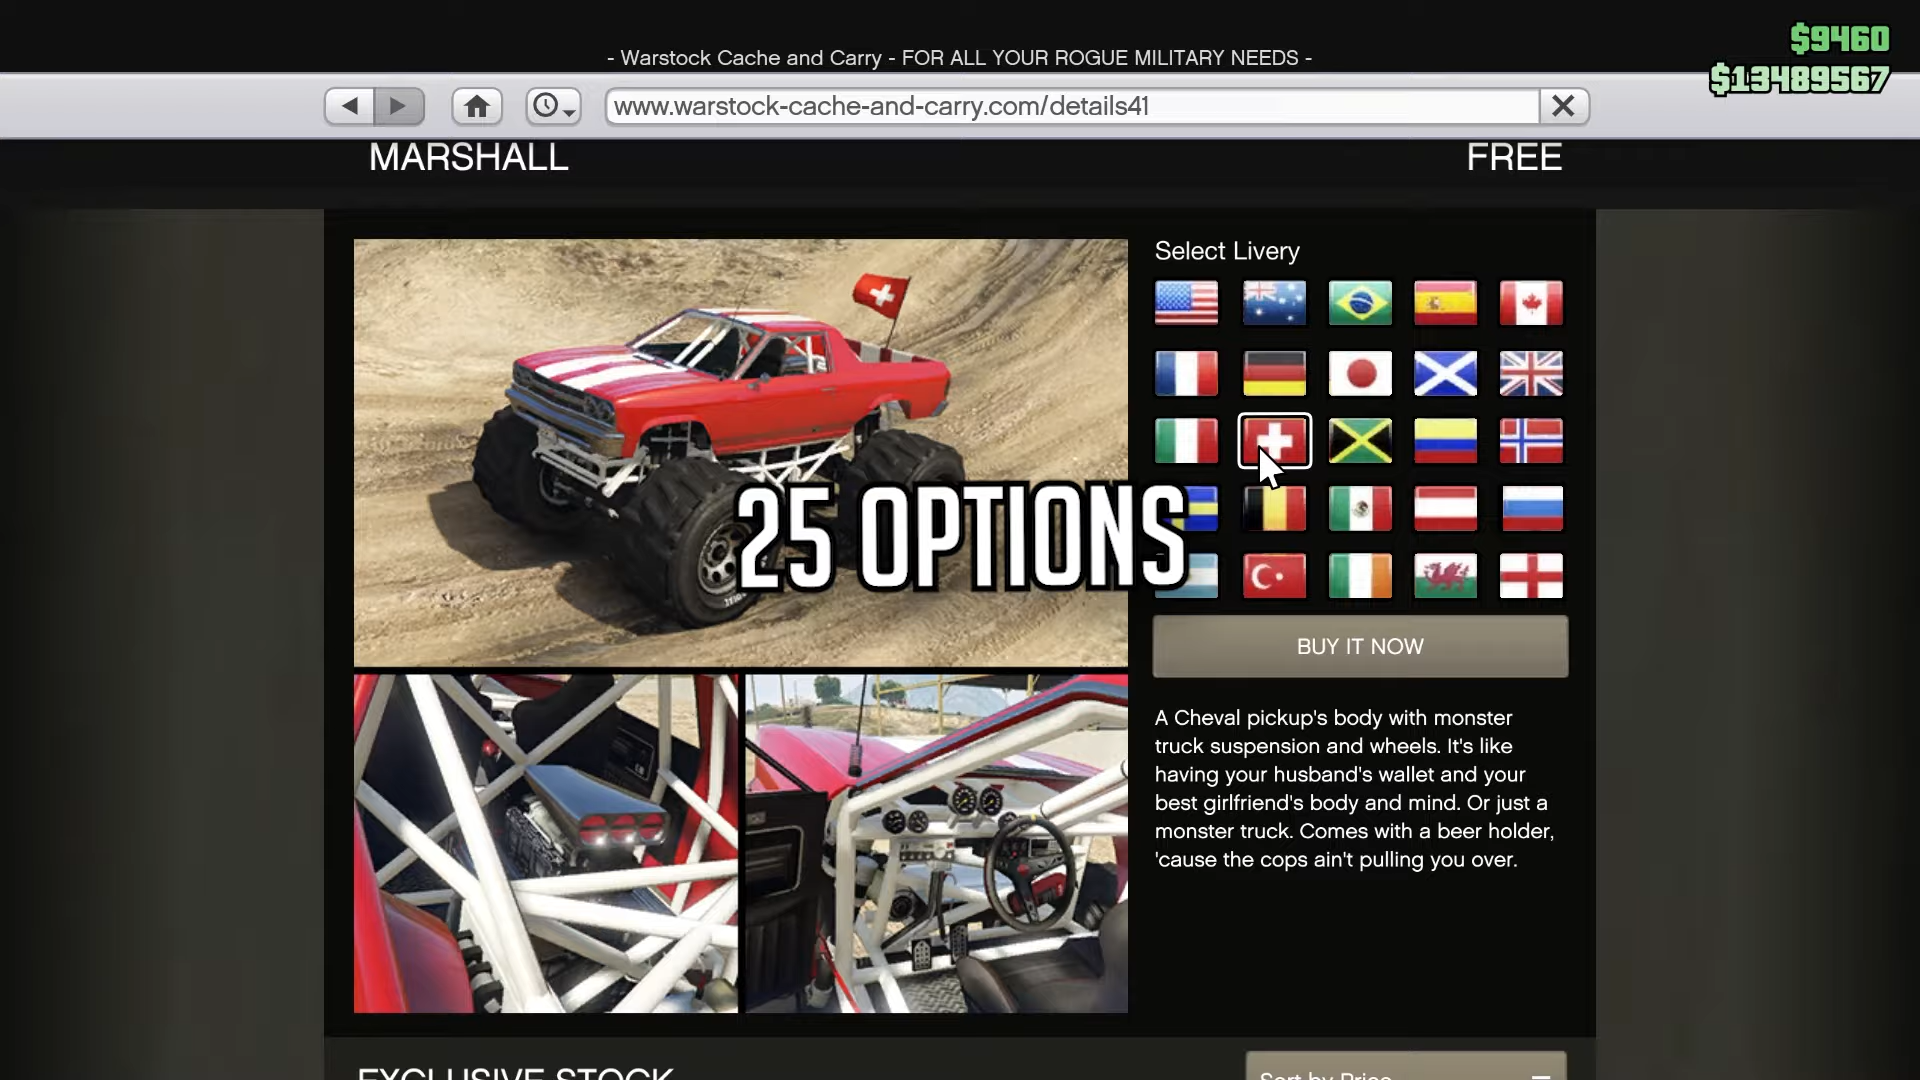 - Warstock Cache and Carry - FOR ALL YOUR ROGUE MILITARY NEEDS -
$9460
$13489567
www.warstock-cache-and-carry.com/details41
MARSHALL
FREE
Select Livery
25 OPTIONS
BUY IT NOW
A Cheval pickup's body with monster
truck suspension and wheels. It's like
having your husband's wallet and your
best girlfriend's body and mind. Or just a
monster truck. Comes with a beer holder,
'cause the cops ain't pulling you over.
EXCLUSIVE STOCK
Sort by Price